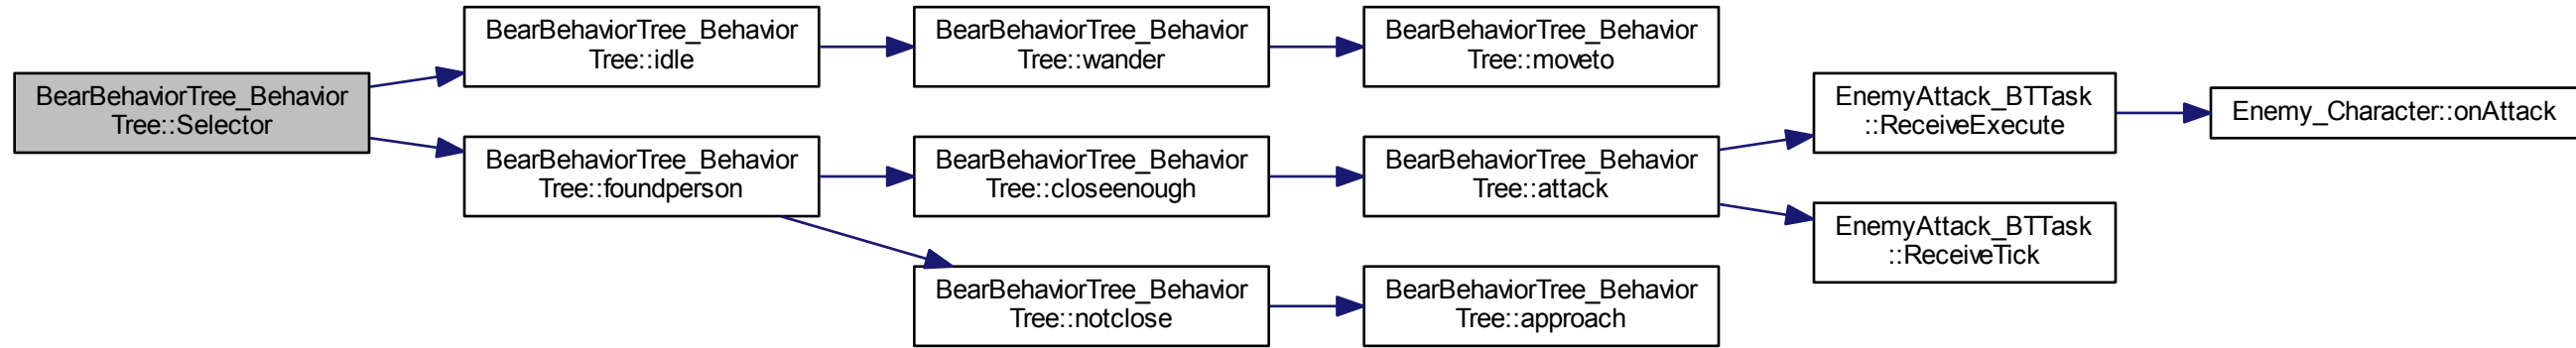 BearBehaviorTree_Behavior
Tree::Selector
BearBehaviorTree_Behavior
Tree::idle
BearBehaviorTree_Behavior
Tree::wander
BearBehaviorTree_Behavior
Tree::moveto
BearBehaviorTree_Behavior
Tree::foundperson
BearBehaviorTree_Behavior
Tree::closeenough
BearBehaviorTree_Behavior
Tree::attack
EnemyAttack_BTTask
::ReceiveExecute
Enemy_Character::onAttack
EnemyAttack_BTTask
::ReceiveTick
BearBehaviorTree_Behavior
Tree::notclose
BearBehaviorTree_Behavior
Tree::approach